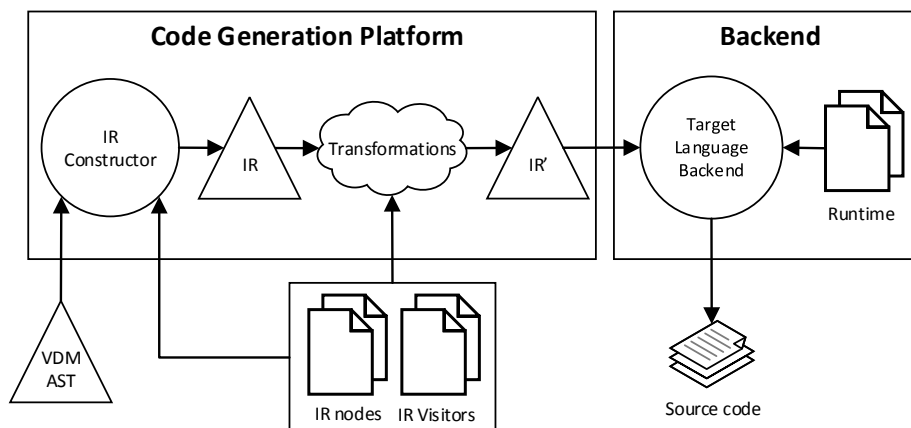 Code Generation Platform
Backend
IR
Constructor
IR
Transformations
IR'
Target
Language
Backend
Runtime
VDM
AST
IR nodes
IR Visitors
Source code